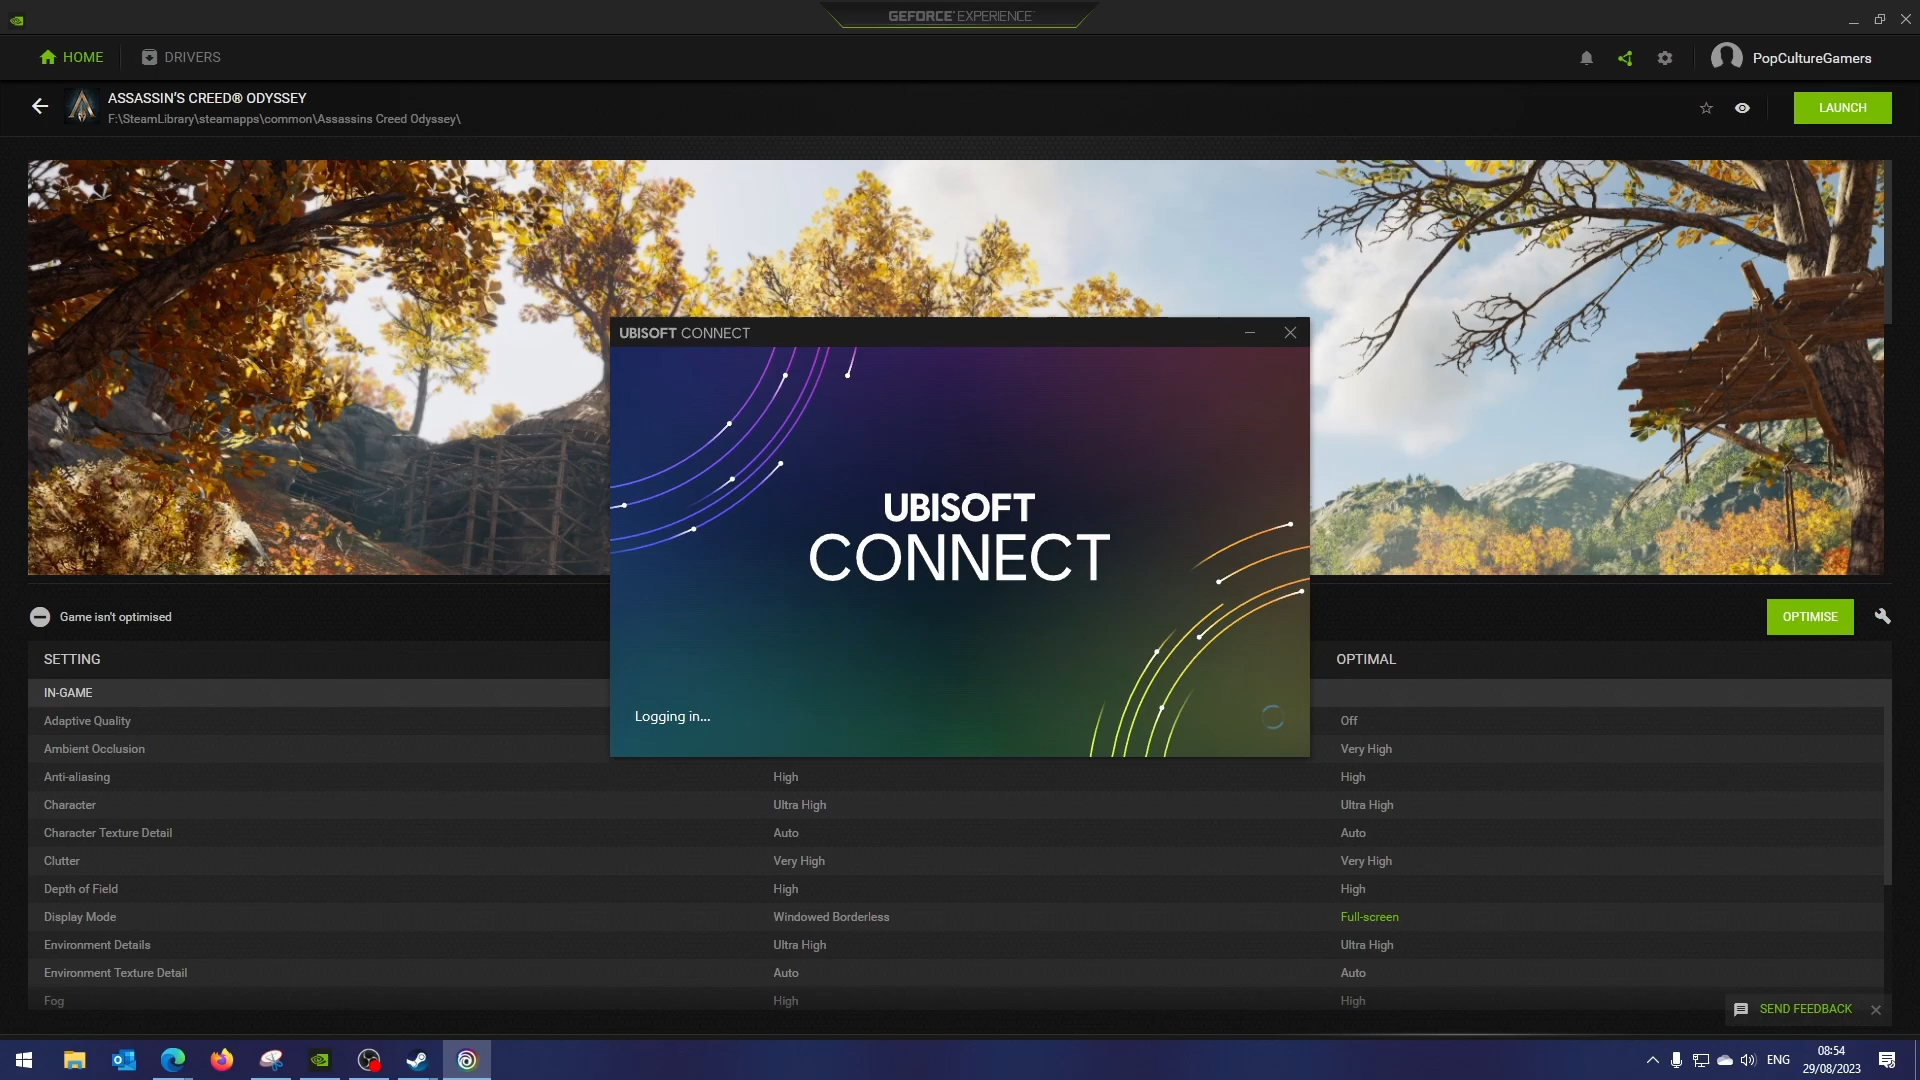 GEFORCE EXPERIENCE
HOME
DRIVERS
PopCultureGamers
ASSASSIN'S CREED® ODYSSEY
F:\SteamLibrary\steamapps\common\Assassins Creed Odyssey\
LAUNCH
UBISOFT CONNECT
UBISOFT
CONNECT
Logging in...
Game isn't optimised
OPTIMISE
SETTING OPTIMAL
IN-GAME
Adaptive Quality Off
Ambient Occlusion Very High
Anti-aliasing High High
Character Ultra High Ultra High
Character Texture Detail Auto Auto
Clutter Very High Very High
Depth of Field High High
Display Mode Windowed Borderless Full-screen
Environment Details Ultra High Ultra High
Environment Texture Detail Auto Auto
Fog High High
SEND FEEDBACK
ENG
08:54
29/08/2023